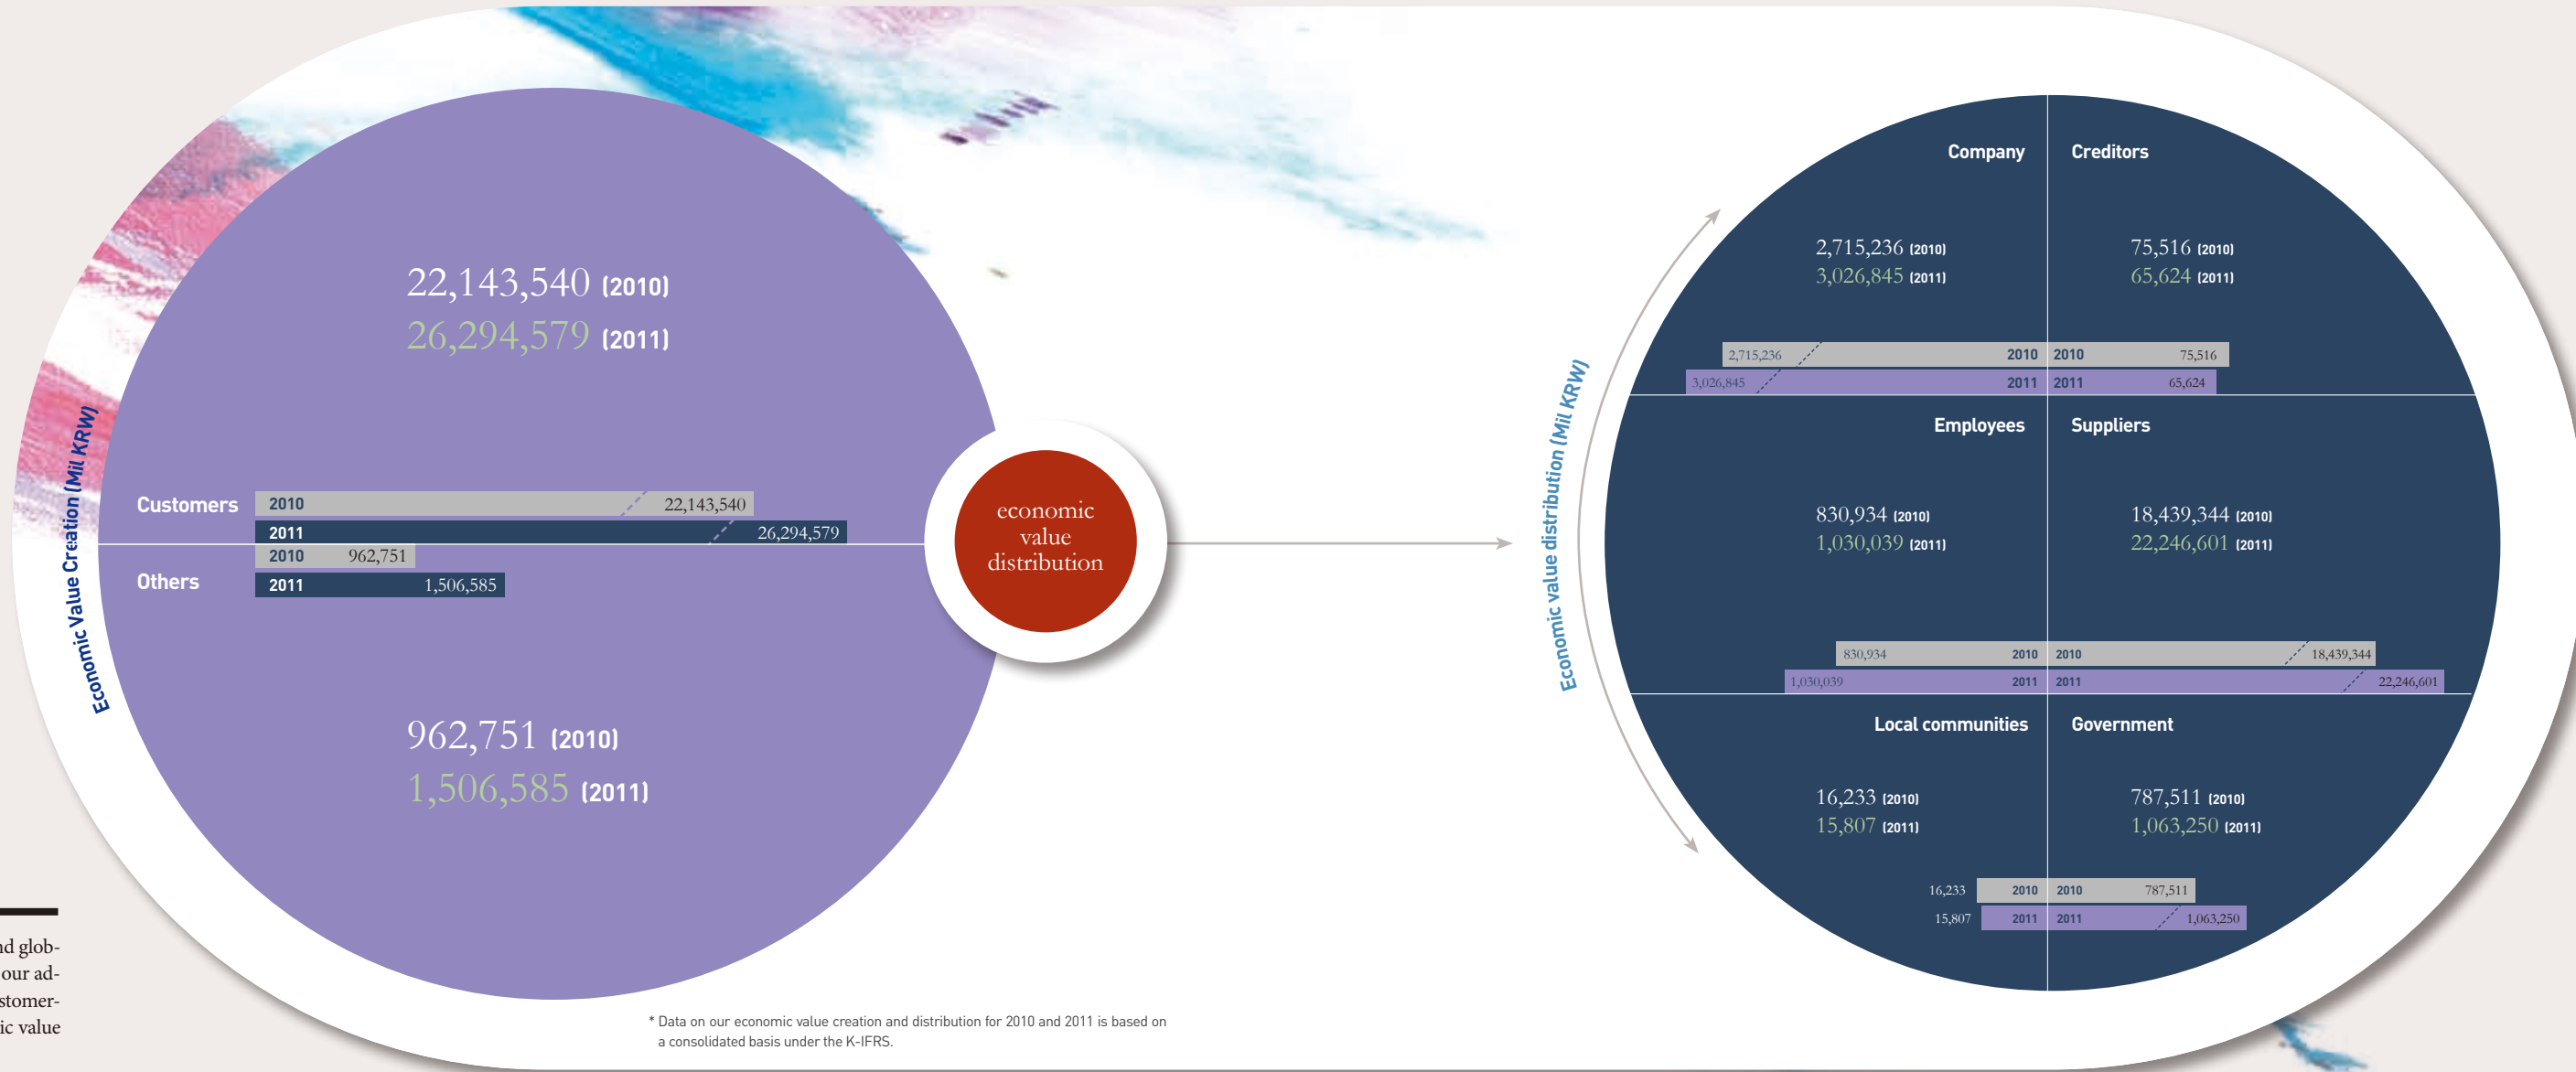 Economic Value Creation (Mil KRW)
22,143,540 (2010)
26,294,579 (2011)
Customers
2010 22,143,540
2011 26,294,579
Others
2010 962,751
2011 1,506,585
962,751 (2010)
1,506,585 (2011)
economic
value
distribution
Economic value distribution (Mil KRW)
Company
2,715,236 (2010)
3,026,845 (2011)
2,715,236 2010
3,026,845 2011
Creditors
75,516 (2010)
65,624 (2011)
2010 75,516
2011 65,624
Employees
830,934 (2010)
1,030,039 (2011)
830,934 2010
1,030,039 2011
Suppliers
18,439,344 (2010)
22,246,601 (2011)
2010 18,439,344
2011 22,246,601
Local communities
16,233 (2010)
15,807 (2011)
16,233 2010
15,807 2011
Government
787,511 (2010)
1,063,250 (2011)
2010 787,511
2011 1,063,250
nd glob-
our ad-
stomer-
ic value
* Data on our economic value creation and distribution for 2010 and 2011 is based on
a consolidated basis under the K-IFRS.